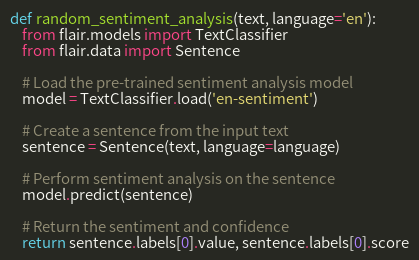 def random_sentiment_analysis(text, language='en'):
from flair.models import TextClassifier
from flair.data import Sentence
# Load the pre-trained sentiment analysis model
model = TextClassifier.load('en-sentiment')
# Create a sentence from the input text
sentence = Sentence(text, language=language)
# Perform sentiment analysis on the sentence
model.predict(sentence)
# Return the sentiment and confidence
return sentence.labels[0].value, sentence.labels[0].score